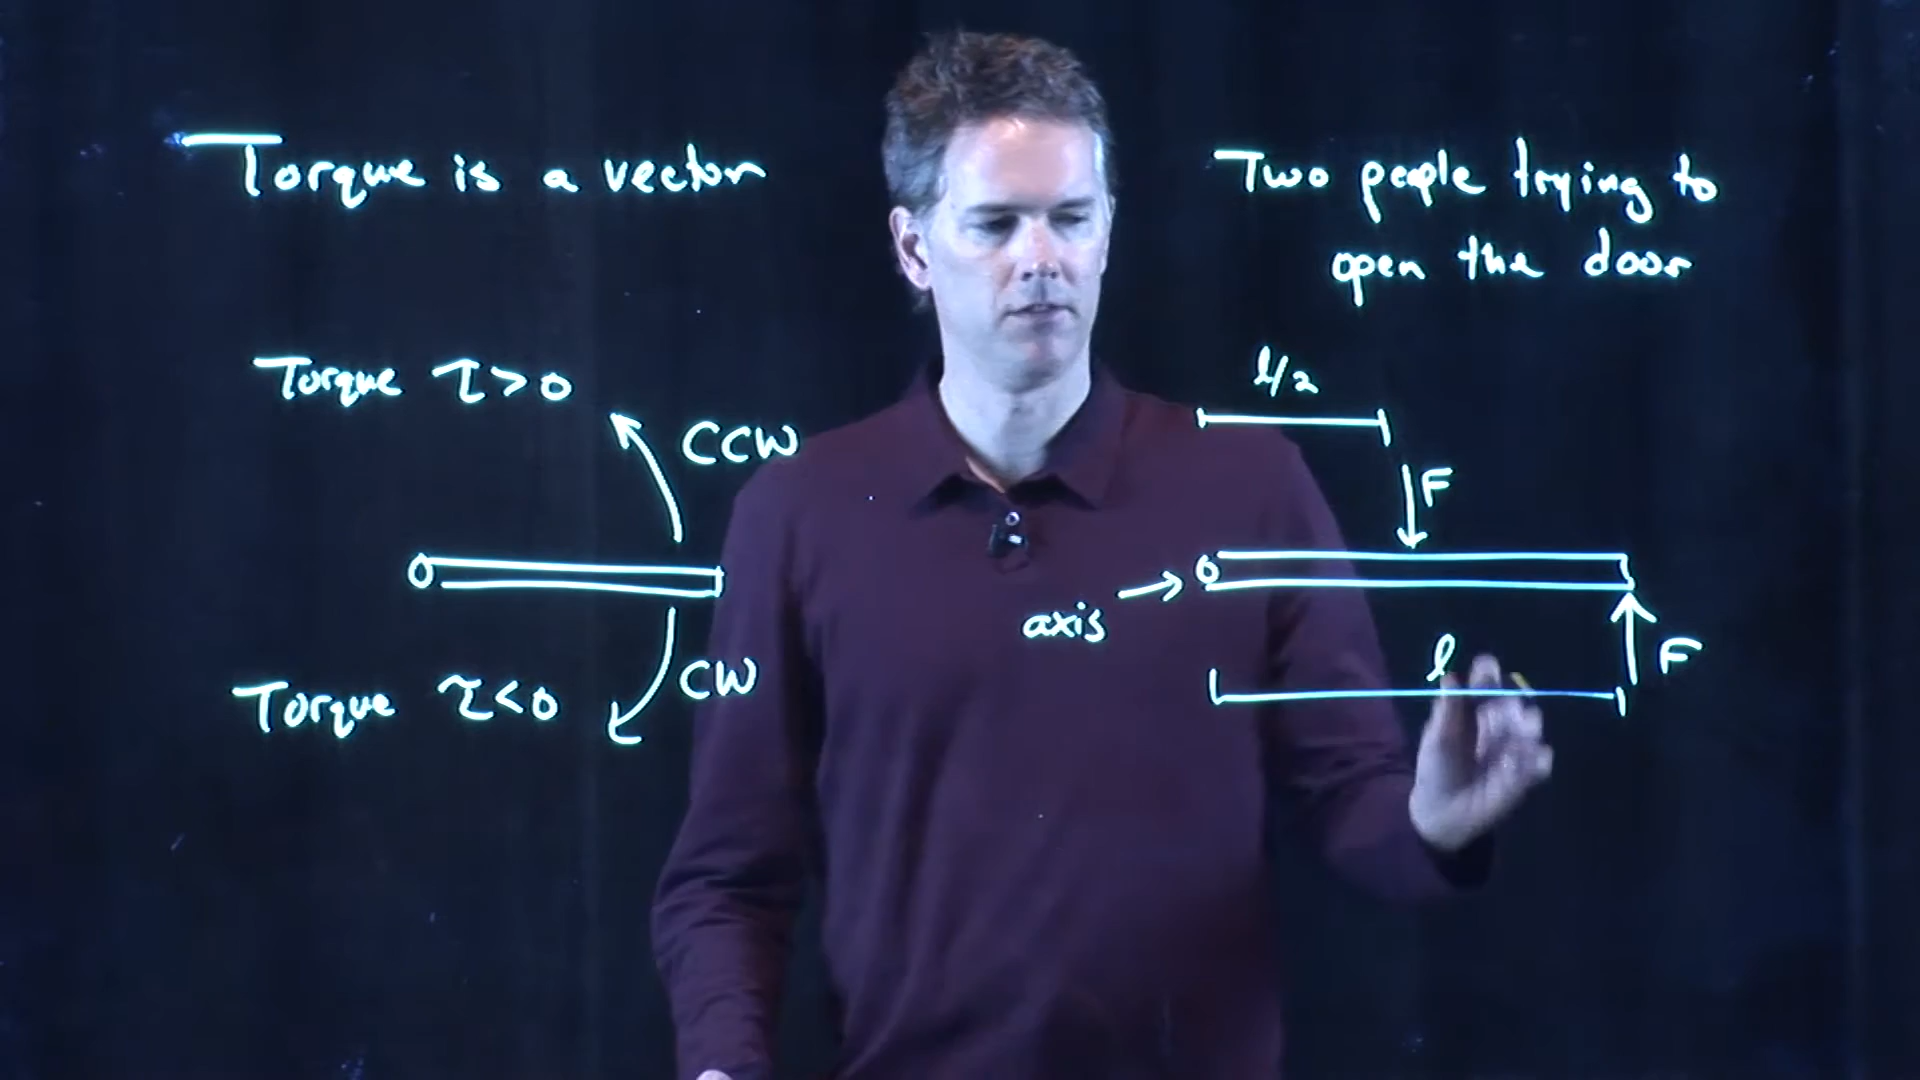 Torque is a vector
Torque τ>0
CCW
CW
Torque τ<0
Two people trying to
open the door
l/2
F
axis
l
F